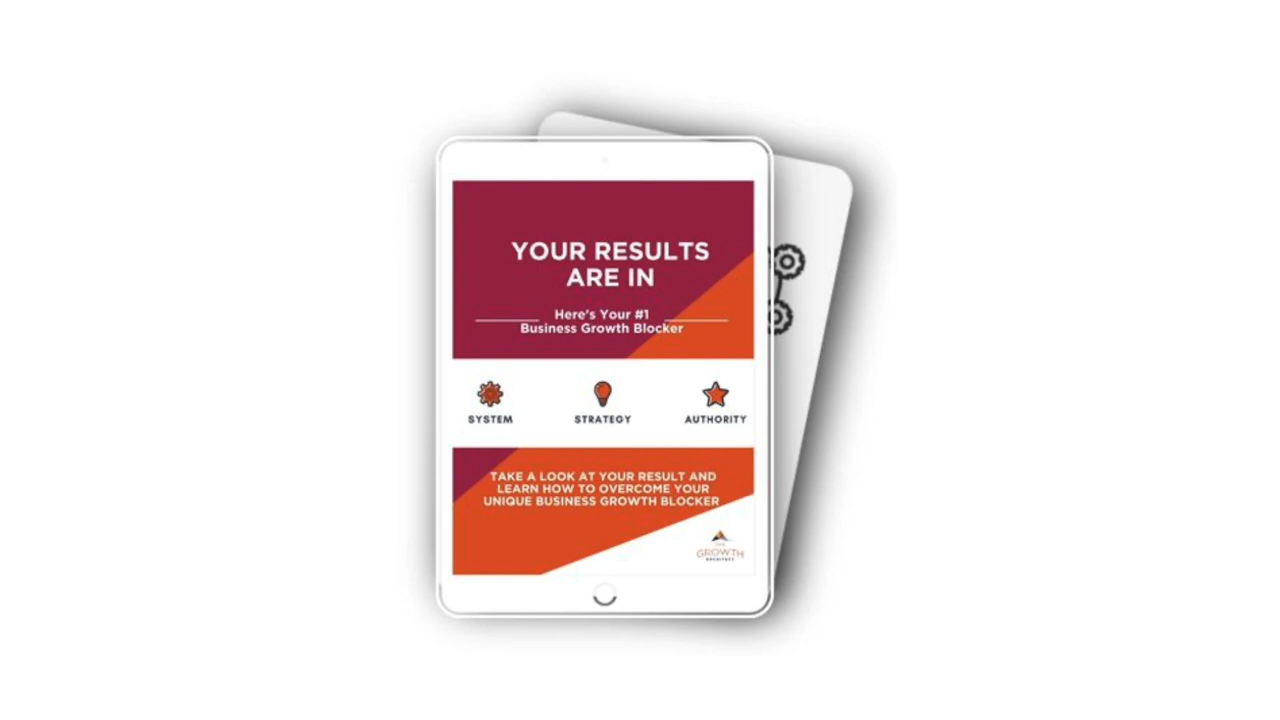 YOUR RESULTS
ARE IN
Here's Your #1
Business Growth Blocker
SYSTEM
STRATEGY
AUTHORITY
TAKE A LOOK AT YOUR RESULT AND
LEARN HOW TO OVERCOME YOUR
UNIQUE BUSINESS GROWTH BLOCKER
GROWTH
ARCHITECT